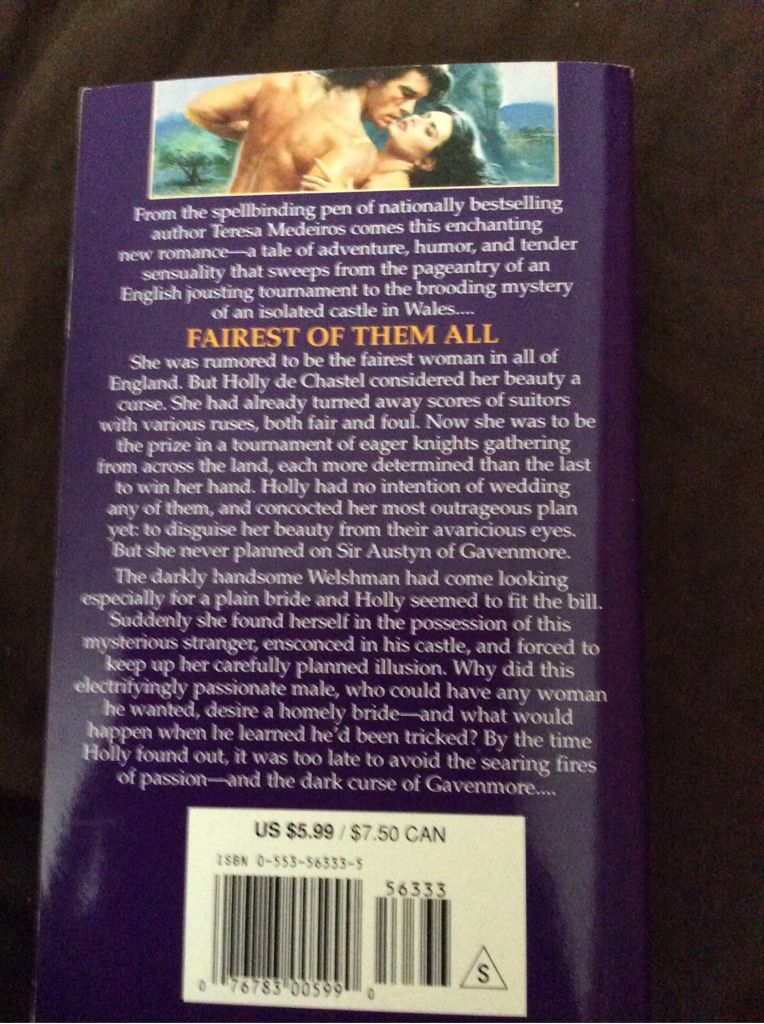 From the spellbinding pen of nationally bestselling
author Teresa Medeiros comes this enchanting
new romance—a tale of adventure, humor, and tender
sensuality that sweeps from the pageantry of an
English jousting tournament to the brooding mystery
of an isolated castle in Wales....
FAIREST OF THEM ALL
She was rumored to be the fairest woman in all of
England. But Holly de Chastel considered her beauty a
curse. She had already turned away scores of suitors
with various ruses, both fair and foul. Now she was to be
the prize in a tournament of eager knights gathering
from across the land, each more determined than the last
to win her hand. Holly had no intention of wedding
any of them, and concocted her most outrageous plan
yet: to disguise her beauty from their avaricious eyes.
But she never planned on Sir Austyn of Gavenmore.
The darkly handsome Welshman had come looking
especially for a plain bride and Holly seemed to fit the bill.
Suddenly she found herself in the possession of this
mysterious stranger, ensconced in his castle, and forced to
keep up her carefully planned illusion. Why did this
electrifyingly passionate male, who could have any woman
he wanted, desire a homely bride—and what would
happen when he learned he'd been tricked? By the time
Holly found out, it was too late to avoid the searing fires
of passion—and the dark curse of Gavenmore....
US $5.99 / $7.50 CAN
ISBN 0-553-56333-5
56333
0 76783 00599 0
S